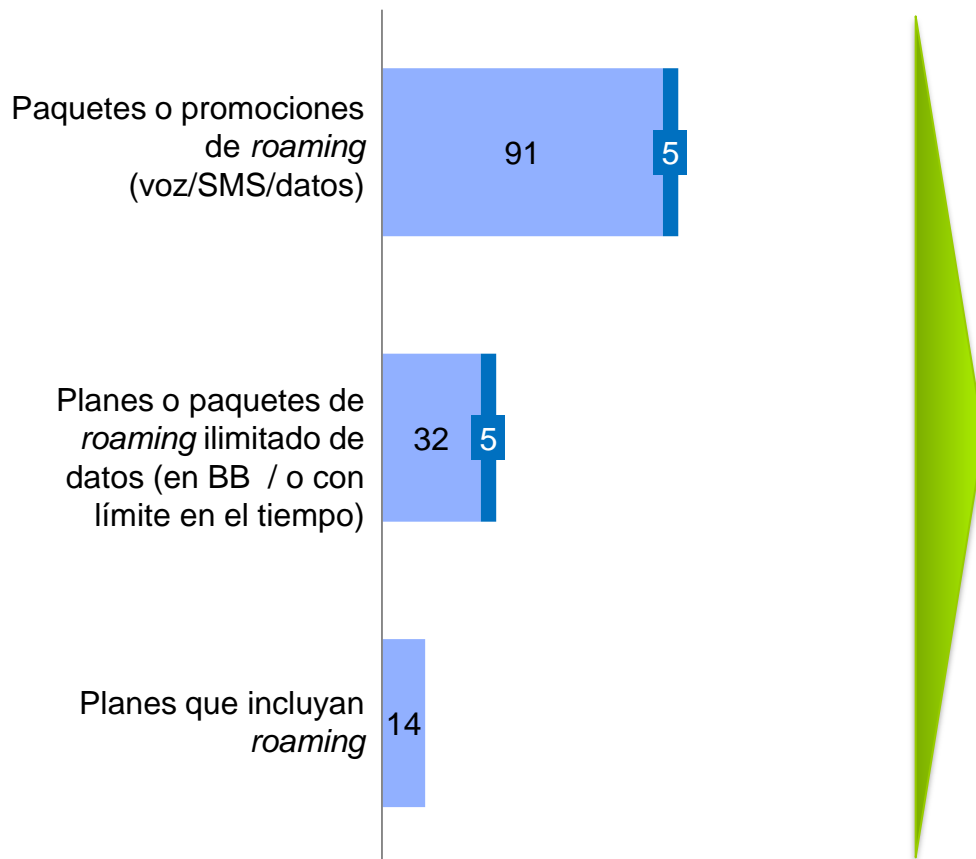 Paquetes o promociones
de roaming
(voz/SMS/datos)
91
5
Planes o paquetes de
roaming ilimitado de
datos (en BB  / o con
límite en el tiempo)
32
5
Planes que incluyan
roaming
14